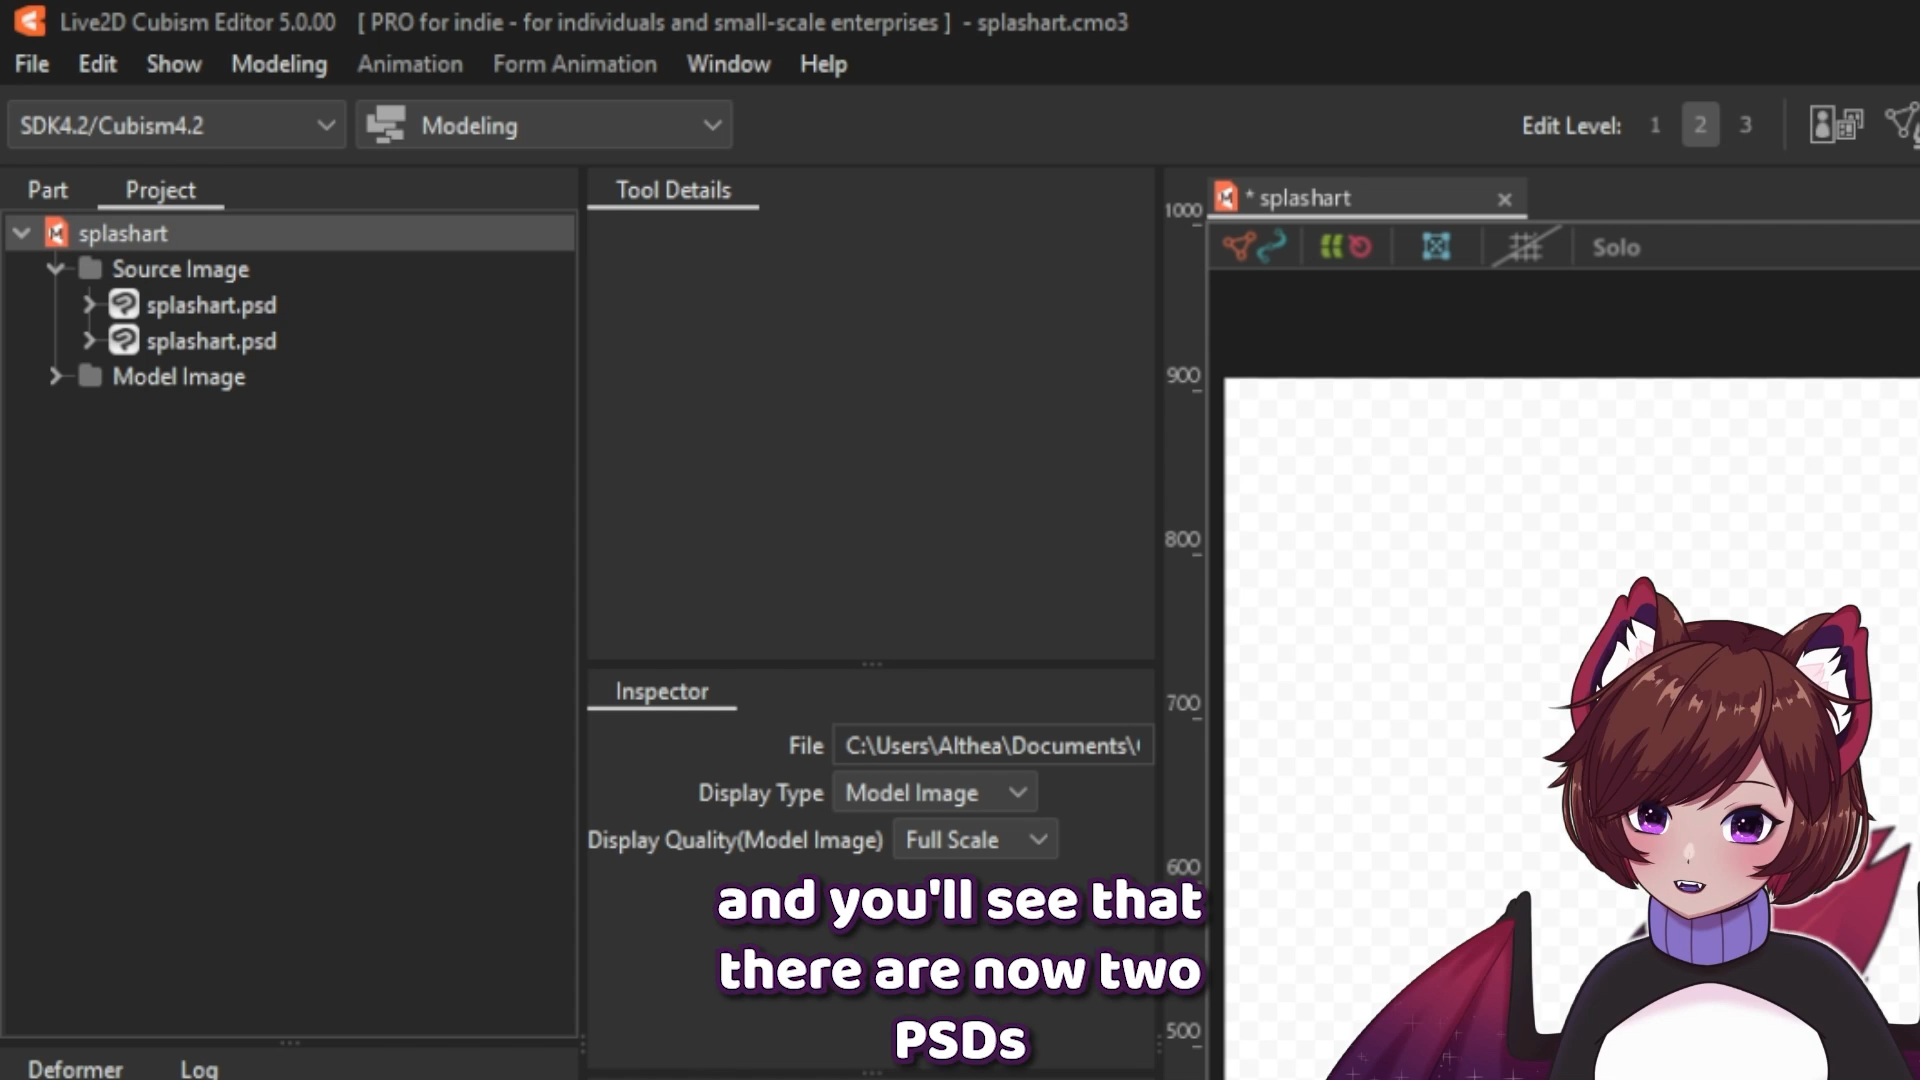 Live2D Cubism Editor 5.0.00 [ PRO for indie - for individuals and small-scale enterprises ] - splashart.cmo3
File Edit Show Modeling Animation Form Animation Window Help
SDK4.2/Cubism4.2 Modeling Edit Level: 1 2 3
Part Project
splashart
Source Image
splashart.psd
splashart.psd
Model Image
Tool Details
* splashart
Solo
1000
900
800
700
600
500
Inspector
File C:\Users\Althea\Documents\
Display Type Model Image
Display Quality(Model Image) Full Scale
and you'll see that
there are now two
PSDs
Deformer Log